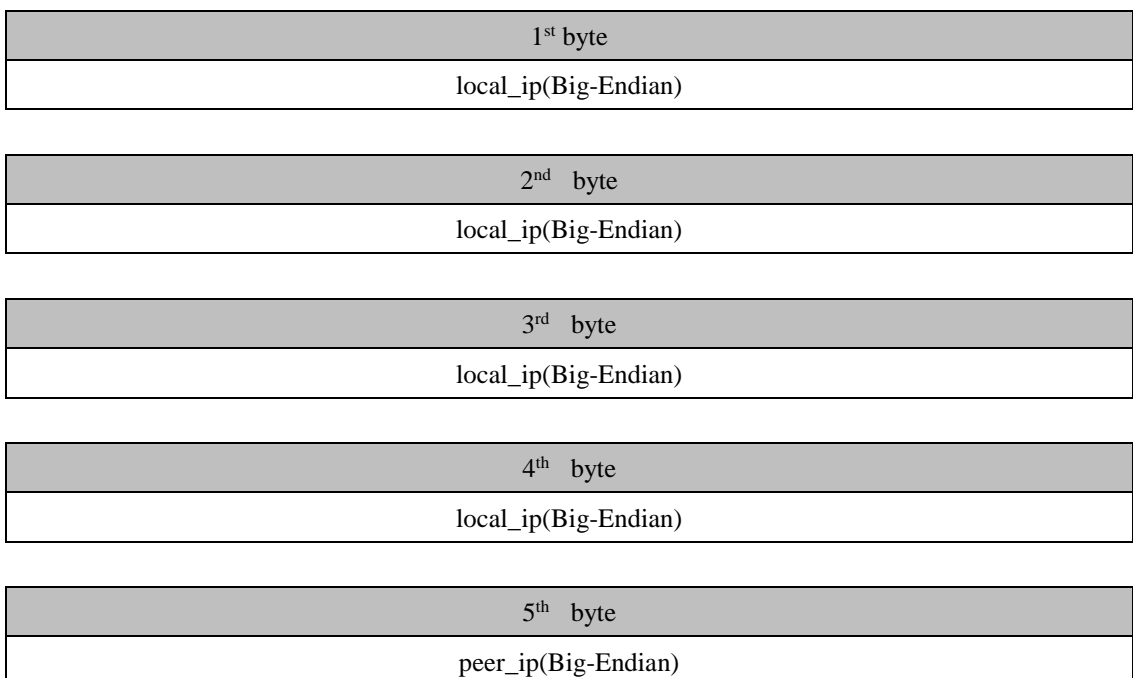 1st byte
local_ip(Big-Endian)
2nd byte
local_ip(Big-Endian)
3rd byte
local_ip(Big-Endian)
4th byte
local_ip(Big-Endian)
5th byte
peer_ip(Big-Endian)